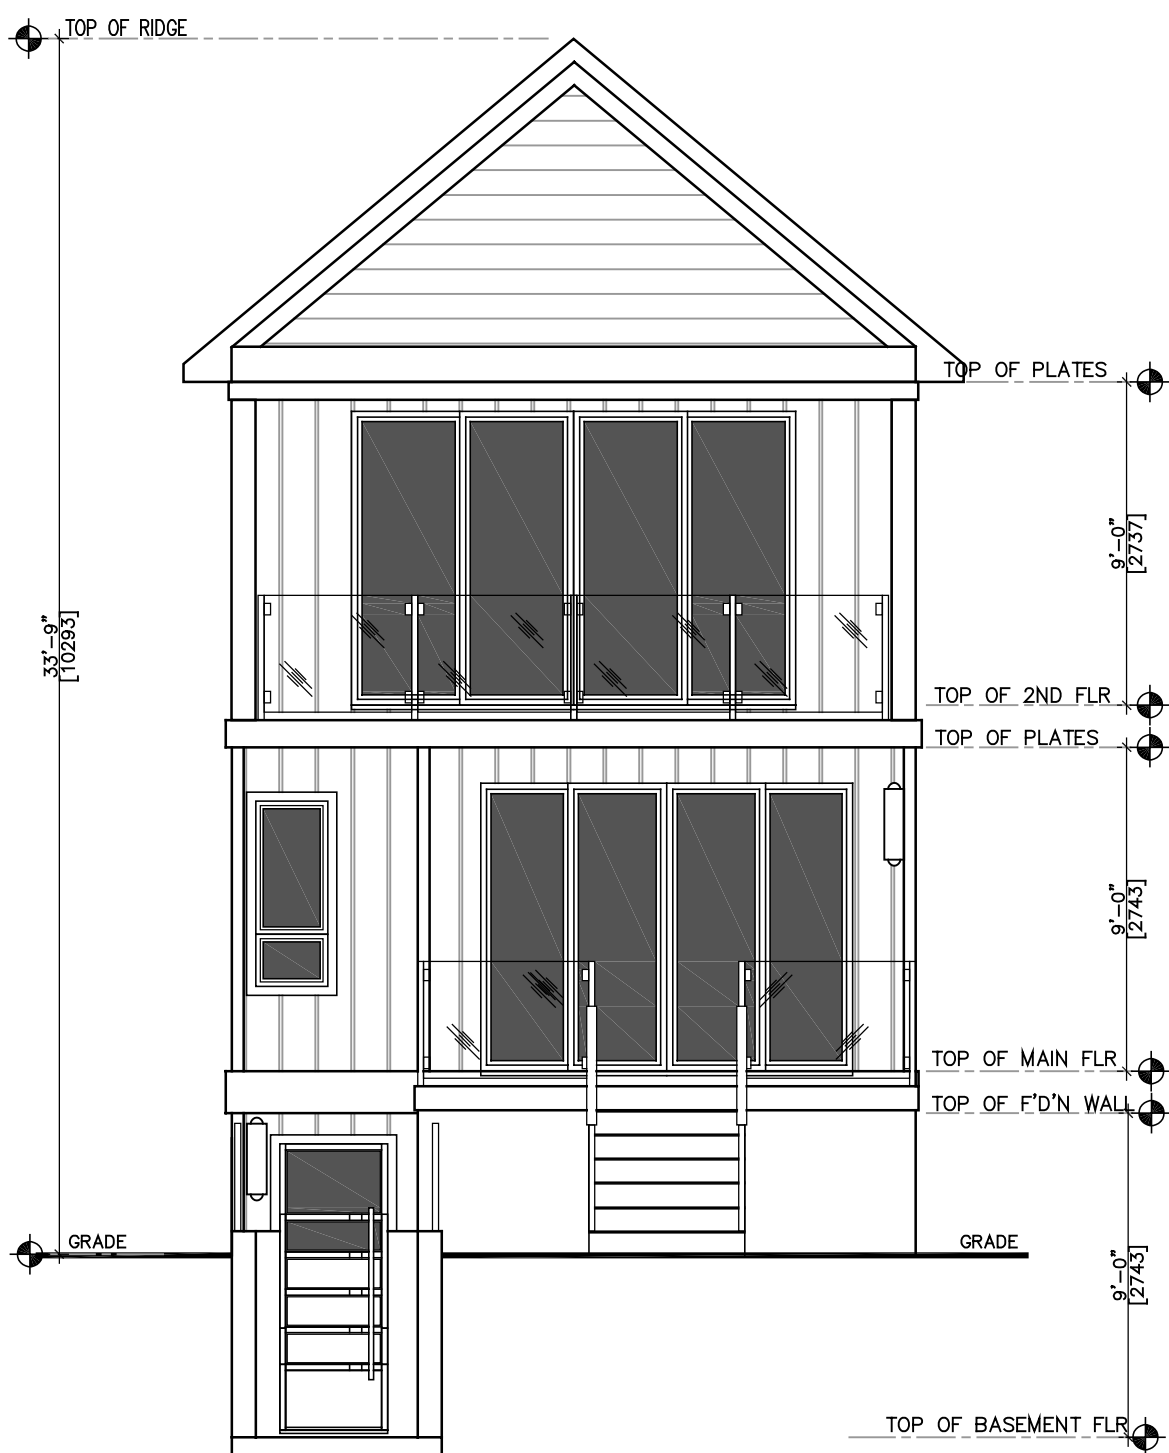 TOP OF RIDGE
TOP OF PLATES
9'-0"
[2737]
33'-9"
[10293]
TOP OF 2ND FLR
TOP OF PLATES
9'-0"
[2743]
TOP OF MAIN FLR
TOP OF F'D'N WALL
GRADE
GRADE
9'-0"
[2743]
TOP OF BASEMENT FLR